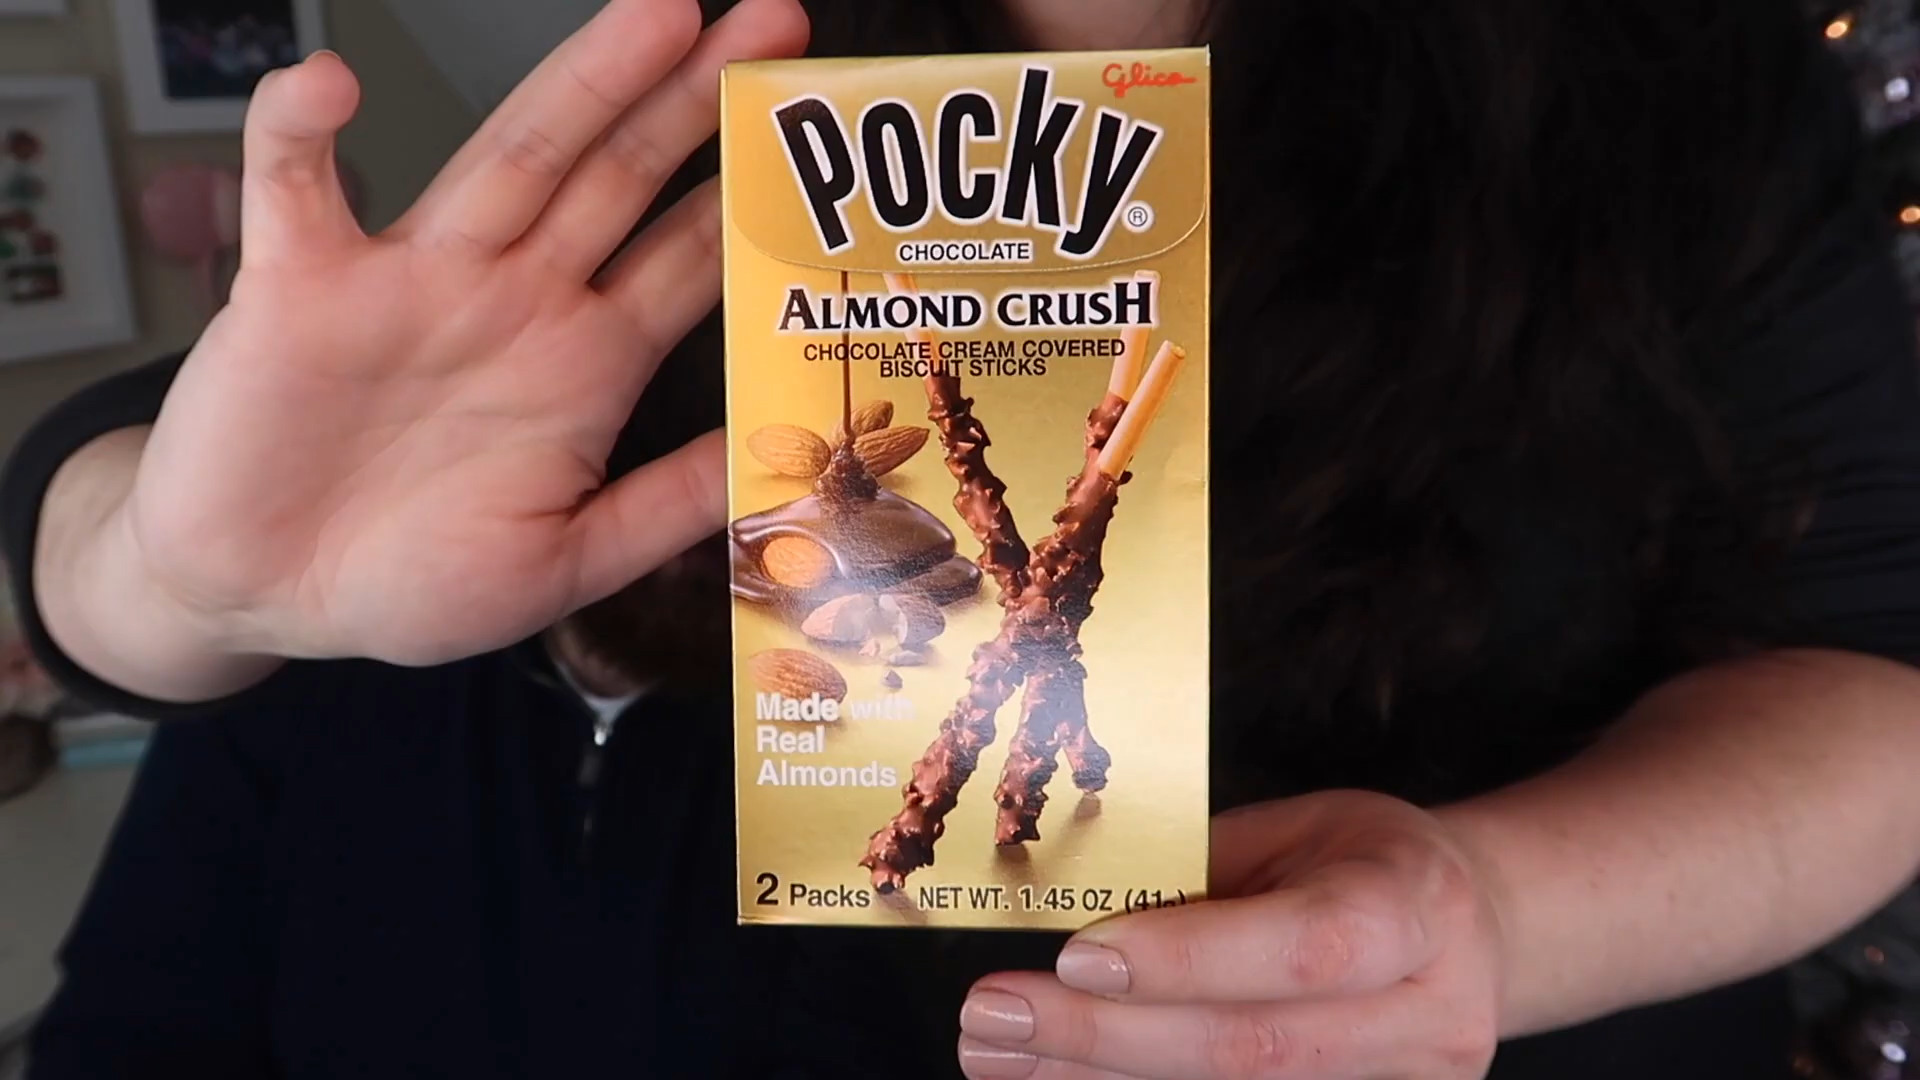 Glico
Pocky®
CHOCOLATE
ALMOND CRUSH
CHOCOLATE CREAM COVERED
BISCUIT STICKS
Made with
Real
Almonds
2 Packs NET WT. 1.45 OZ (41g)